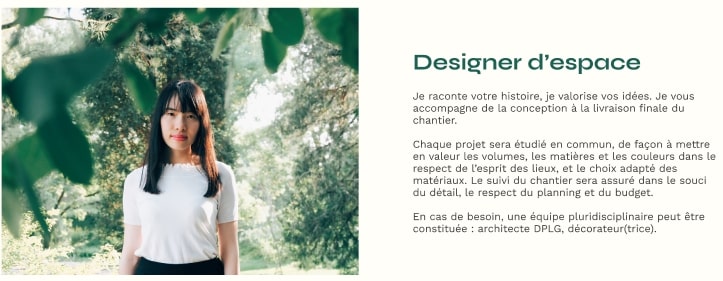 Designer d'espace
Je raconte votre histoire, je valorise vos idées. Je vous
accompagne de la conception à la livraison finale du
chantier.
Chaque projet sera étudié en commun, de façon à mettre
en valeur les volumes, les matières et les couleurs dans le
respect de l'esprit des lieux, et le choix adapté des
matériaux. Le suivi du chantier sera assuré dans le souci
du détail, le respect du planning et du budget.
En cas de besoin, une équipe pluridisciplinaire peut être
constituée : architecte DPLG, décorateur(trice).